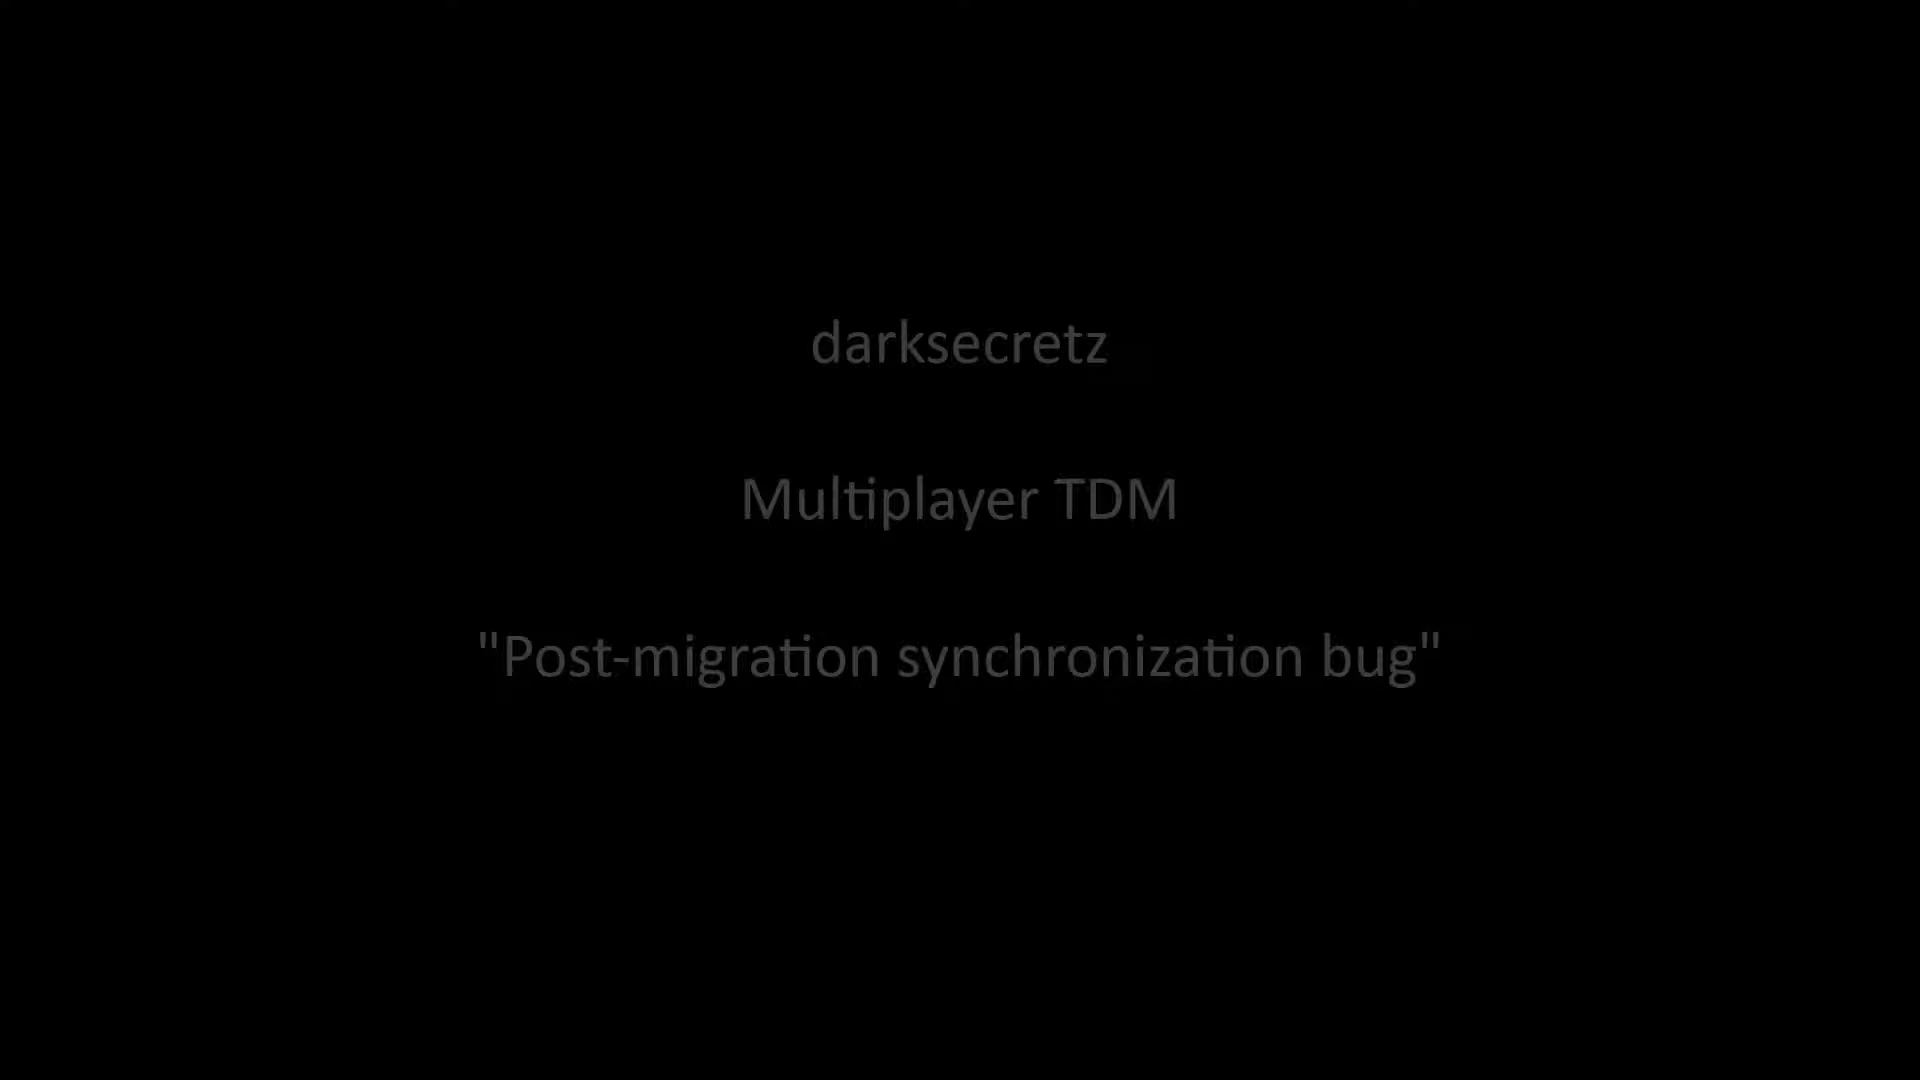 darksecretz
Multiplayer TDM
"Post-migration synchronization bug"